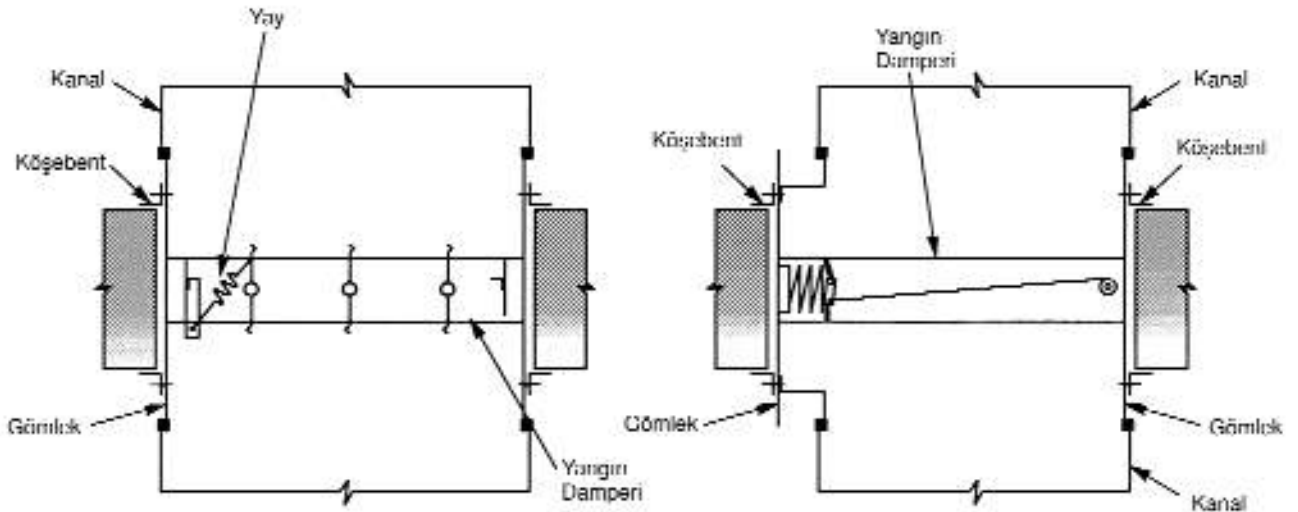 Yay
Kanal
Köşebent
Gömlek
Yangın
Damperi
Yangın
Damperi
Kanal
Köşebent
Köşebent
Gömlek
Gömlek
Kanal